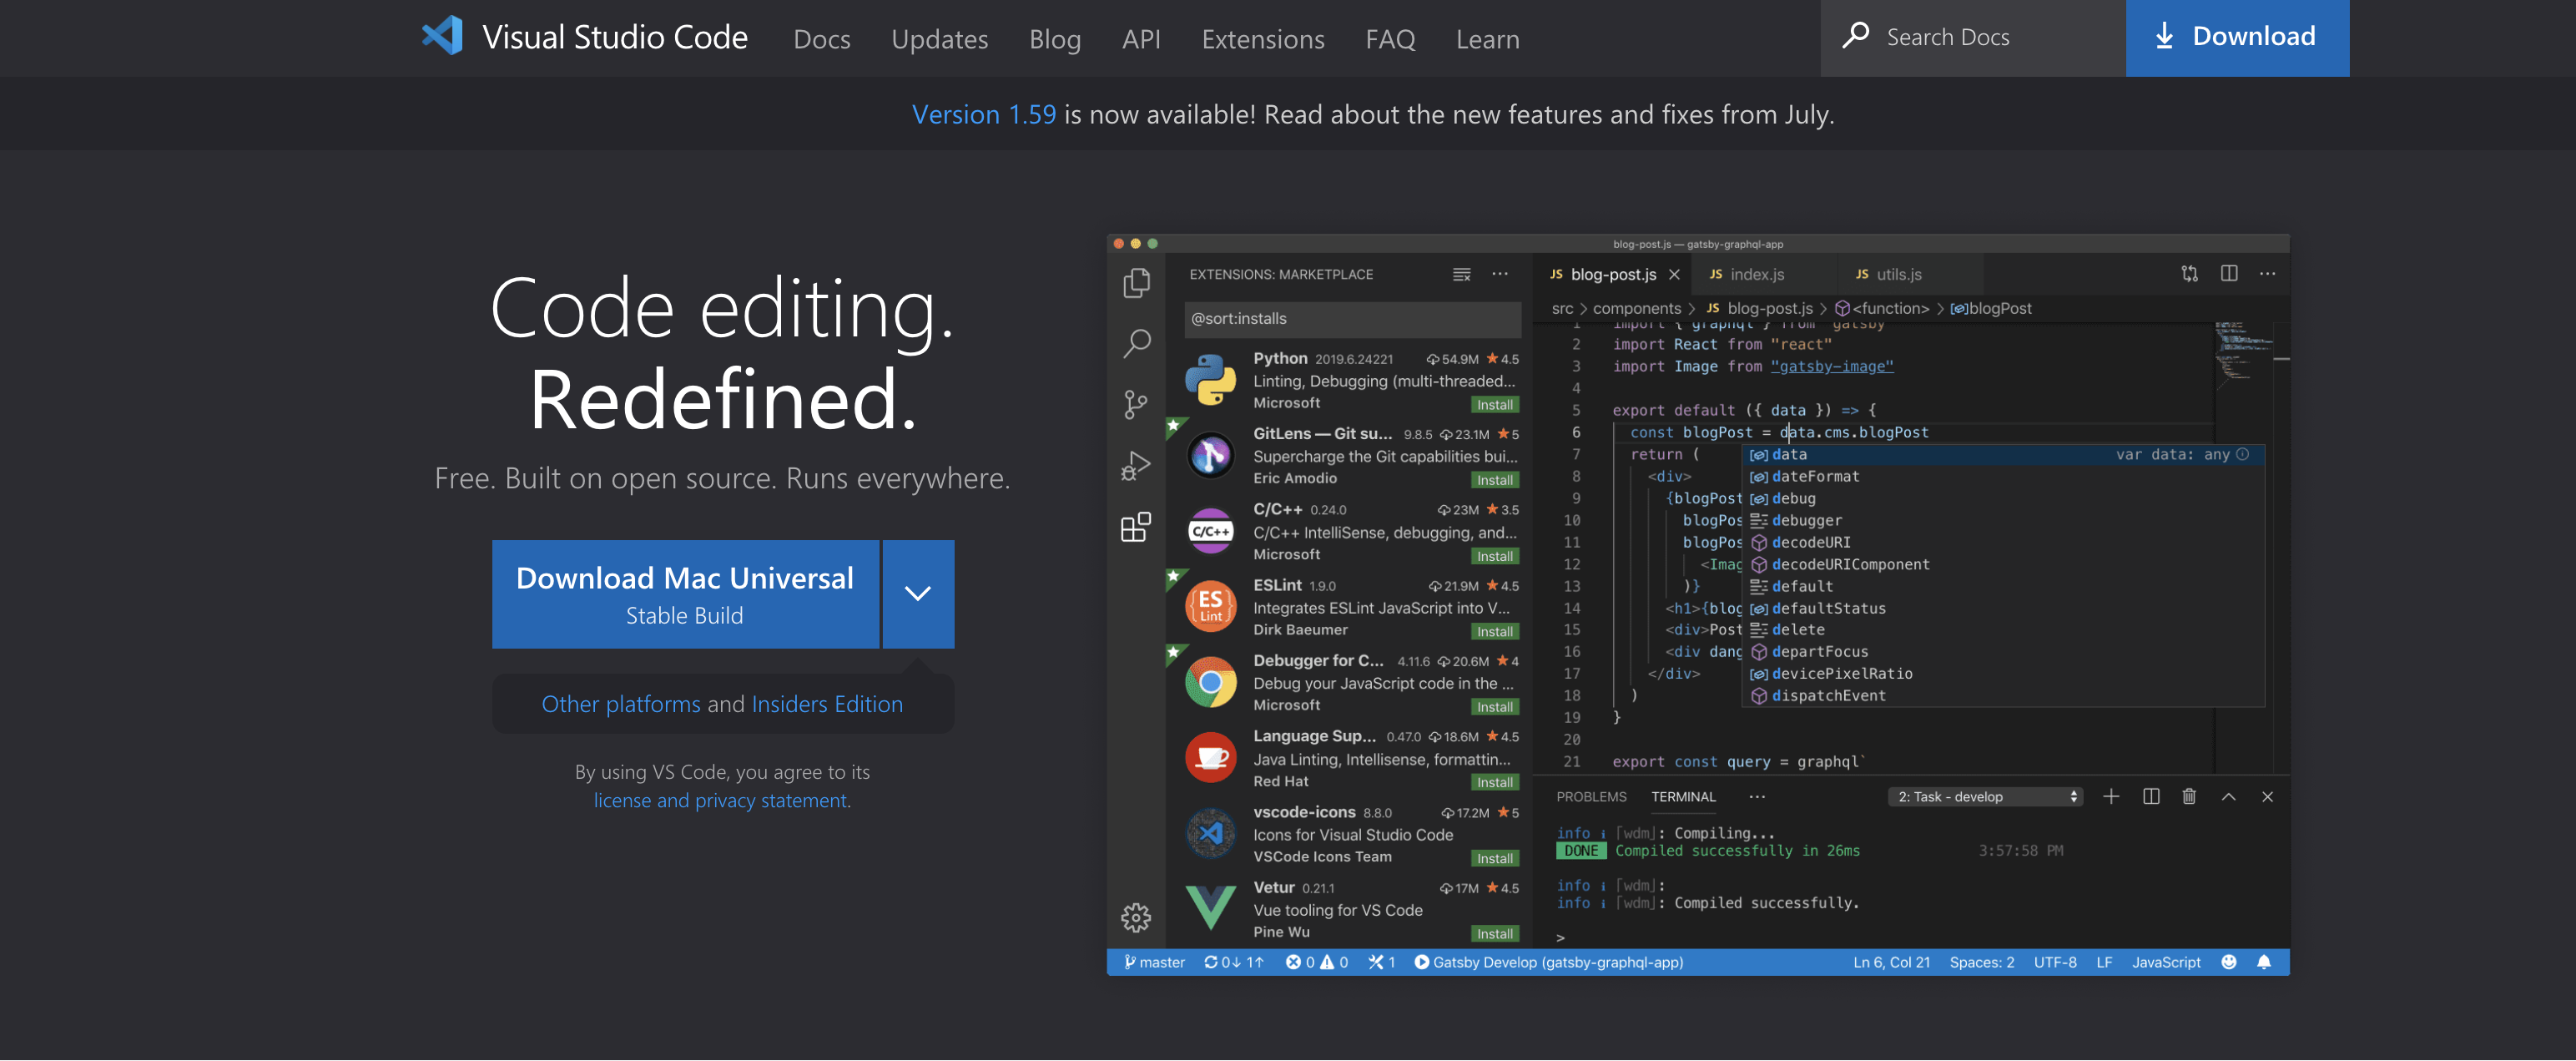 Visual Studio Code Docs Updates Blog API Extensions FAQ Learn Search Docs Download
Version 1.59 is now available! Read about the new features and fixes from July.
Code editing.
Redefined.
Free. Built on open source. Runs everywhere.
Download Mac Universal
Stable Build
Other platforms and Insiders Edition
By using VS Code, you agree to its
license and privacy statement.
blog-post.js — gatsby-graphql-app
EXTENSIONS: MARKETPLACE
@sort:installs
Python 2019.6.24221 54.9M 4.5
Linting, Debugging (multi-threaded...
Microsoft Install
GitLens — Git su... 9.8.5 23.1M 5
Supercharge the Git capabilities bui...
Eric Amodio Install
C/C++
C/C++ 0.24.0 23M 3.5
C/C++ IntelliSense, debugging, and...
Microsoft Install
ES
Lint
ESLint 1.9.0 21.9M 4.5
Integrates ESLint JavaScript into V...
Dirk Baeumer Install
Debugger for C... 4.11.6 20.6M 4
Debug your JavaScript code in the ...
Microsoft Install
Language Sup... 0.47.0 18.6M 4.5
Java Linting, Intellisense, formattin...
Red Hat Install
vscode-icons 8.8.0 17.2M 5
Icons for Visual Studio Code
VSCode Icons Team Install
Vetur 0.21.1 17M 4.5
Vue tooling for VS Code
Pine Wu Install
JS blog-post.js JS index.js JS utils.js
src > components > JS blog-post.js > <function> > blogPost
1 import { graphql } from "gatsby"
2 import React from "react"
3 import Image from "gatsby-image"
4
5 export default ({ data }) => {
6 const blogPost = data.cms.blogPost
7 return (
8 <div>
9 {blogPost
10 blogPos
11 blogPos
12 <Imag
13 )}
14 <h1>{blog
15 <div>Post
16 <div dang
17 </div>
18 )
19 }
20
21 export const query = graphql`
data var data: any
dateFormat
debug
debugger
decodeURI
decodeURIComponent
default
defaultStatus
delete
departFocus
devicePixelRatio
dispatchEvent
PROBLEMS TERMINAL ... 2: Task - develop
info i ｢wdm｣: Compiling...
DONE Compiled successfully in 26ms 3:57:58 PM
info i ｢wdm｣:
info i ｢wdm｣: Compiled successfully.
>
master 0↓ 1↑ 0 0 1 Gatsby Develop (gatsby-graphql-app) Ln 6, Col 21 Spaces: 2 UTF-8 LF JavaScript